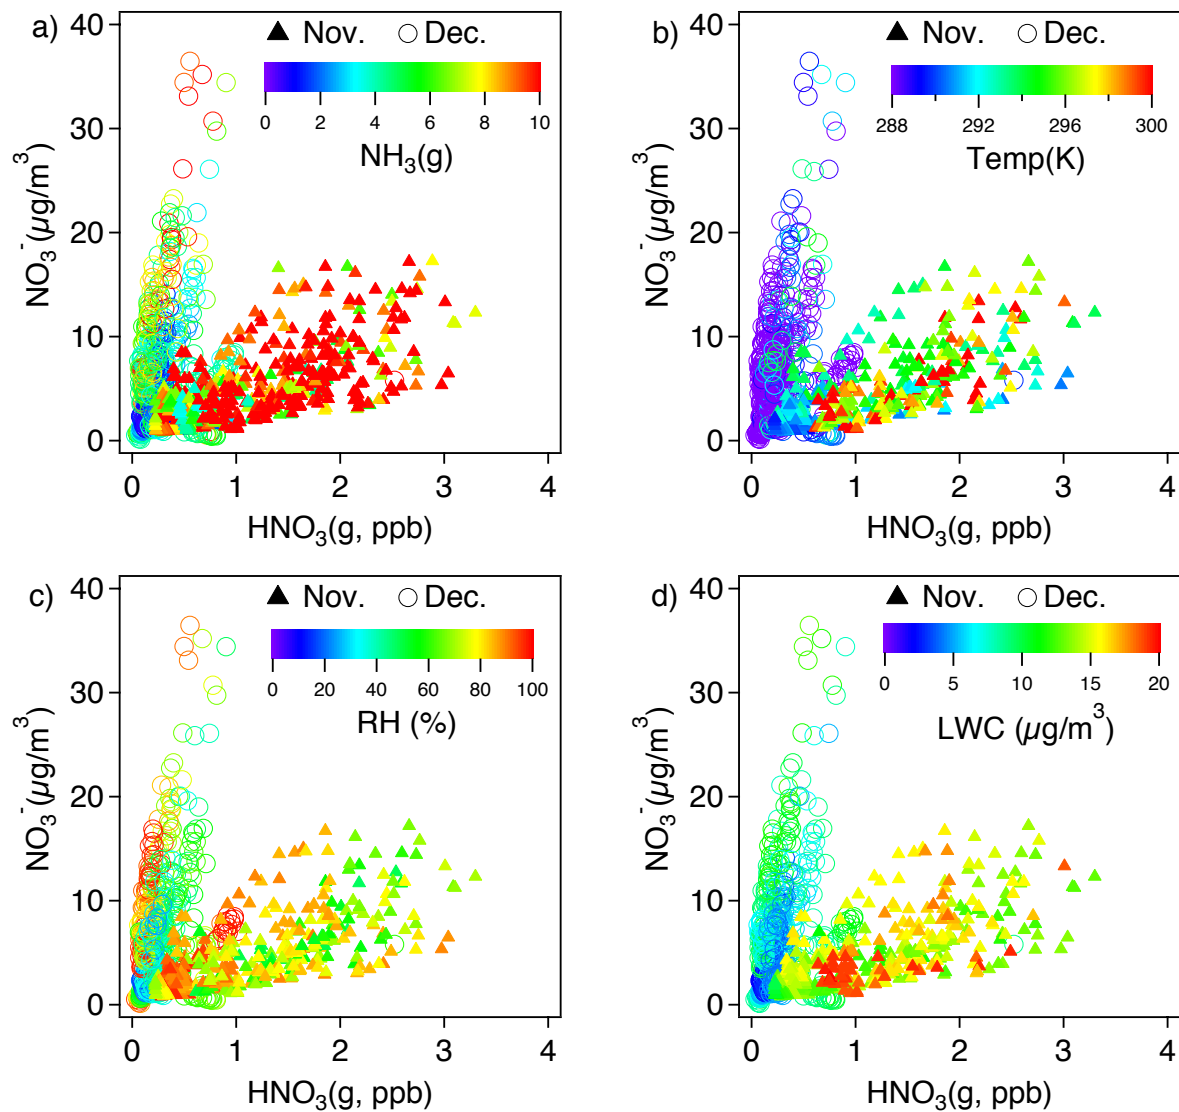 a)
▲ Nov. ○ Dec.
0 2 4 6 8 10
NH₃(g)
NO₃⁻(µg/m³)
40
30
20
10
0
0 1 2 3 4
HNO₃(g, ppb)
b)
▲ Nov. ○ Dec.
288 292 296 300
Temp(K)
NO₃⁻(µg/m³)
40
30
20
10
0
0 1 2 3 4
HNO₃(g, ppb)
c)
▲ Nov. ○ Dec.
0 20 40 60 80 100
RH (%)
NO₃⁻(µg/m³)
40
30
20
10
0
0 1 2 3 4
HNO₃(g, ppb)
d)
▲ Nov. ○ Dec.
0 5 10 15 20
LWC (µg/m³)
NO₃⁻(µg/m³)
40
30
20
10
0
0 1 2 3 4
HNO₃(g, ppb)